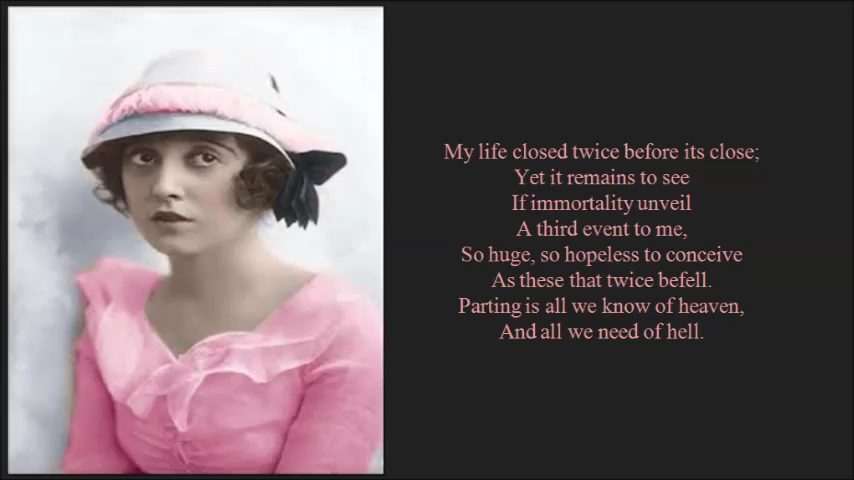 My life closed twice before its close;
Yet it remains to see
If immortality unveil
A third event to me,
So huge, so hopeless to conceive
As these that twice befell.
Parting is all we know of heaven,
And all we need of hell.